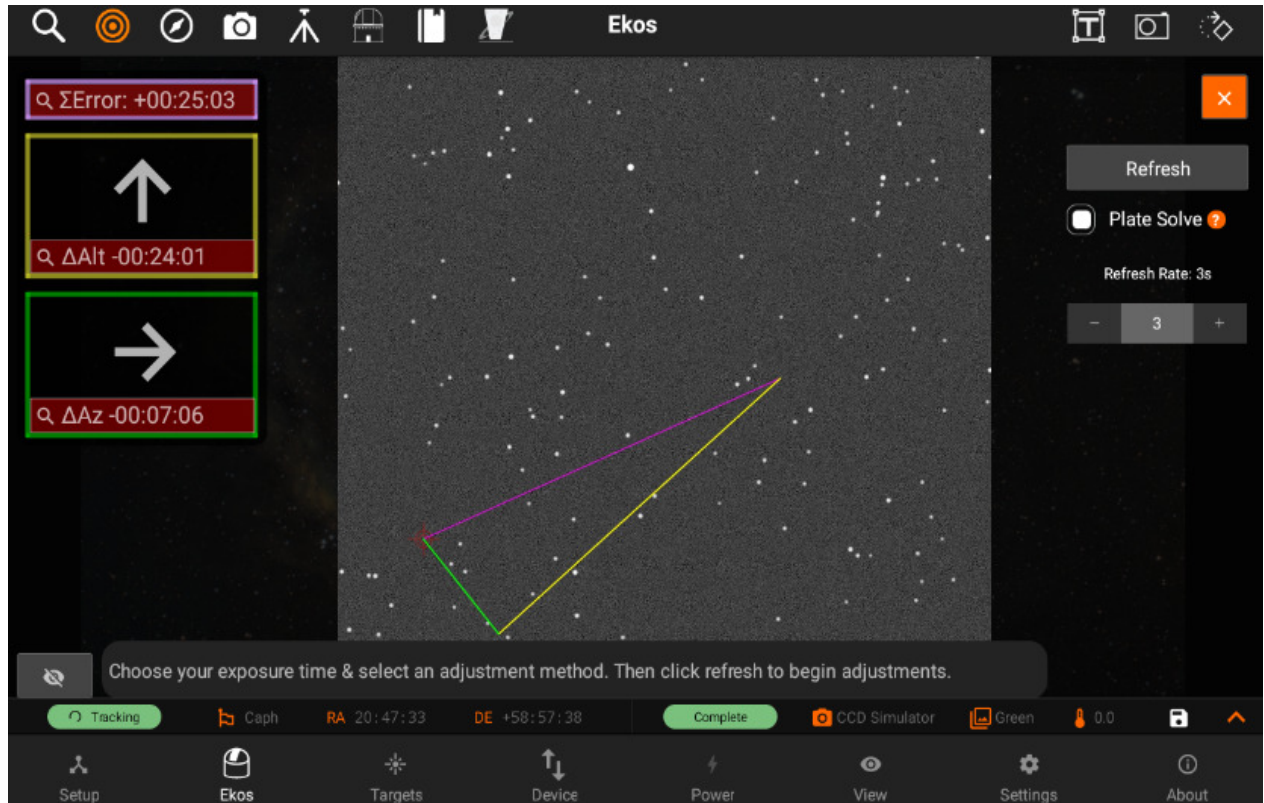 Ekos
T
ΣError: +00:25:03
ΔAlt -00:24:01
ΔAz -00:07:06
×
Refresh
Plate Solve ?
Refresh Rate: 3s
− 3 +
Choose your exposure time & select an adjustment method. Then click refresh to begin adjustments.
Tracking Caph RA 20:47:33 DE +58:57:38 Complete CCD Simulator Green 0.0
Setup Ekos Targets Device Power View Settings About